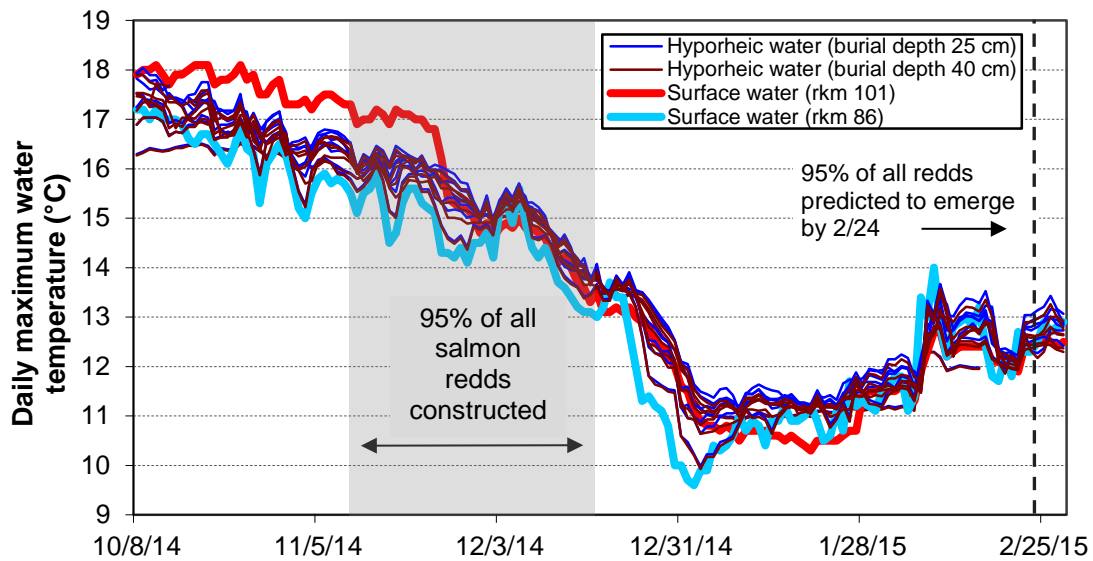 Daily maximum water
temperature (°C)
19
18
17
16
15
14
13
12
11
10
9
Hyporheic water (burial depth 25 cm)
Hyporheic water (burial depth 40 cm)
Surface water (rkm 101)
Surface water (rkm 86)
95% of all redds
predicted to emerge
by 2/24
95% of all
salmon
redds
constructed
10/8/14 11/5/14 12/3/14 12/31/14 1/28/15 2/25/15